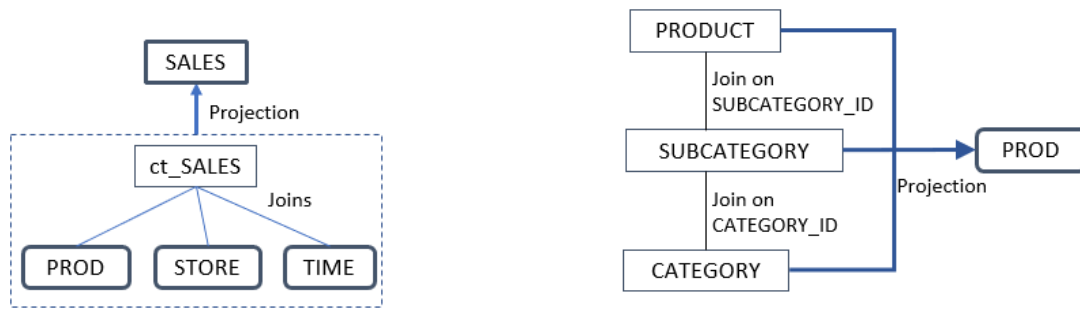 SALES
Projection
ct_SALES
Joins
PROD
STORE
TIME
PRODUCT
Join on
SUBCATEGORY_ID
SUBCATEGORY
PROD
Projection
Join on
CATEGORY_ID
CATEGORY